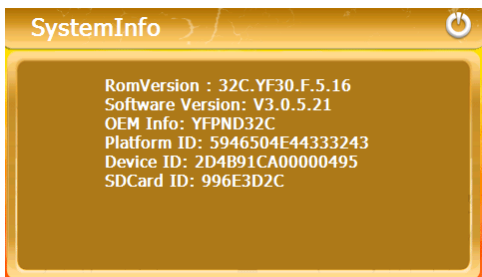 SystemInfo
RomVersion : 32C.YF30.F.5.16
Software Version: V3.0.5.21
OEM Info: YFPND32C
Platform ID: 5946504E44333243
Device ID: 2D4B91CA00000495
SDCard ID: 996E3D2C